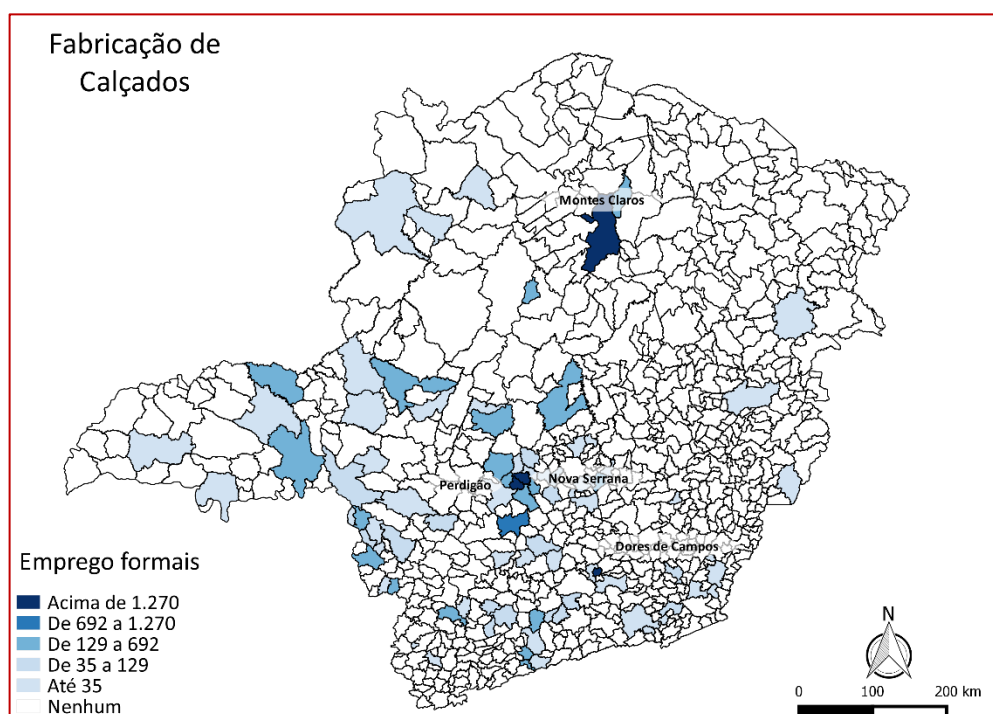 Fabricação de
Calçados
Montes Claros
Perdigão
Nova Serrana
Dores de Campos
Emprego formais
Acima de 1.270
De 692 a 1.270
De 129 a 692
De 35 a 129
Até 35
Nenhum
N
0 100 200 km